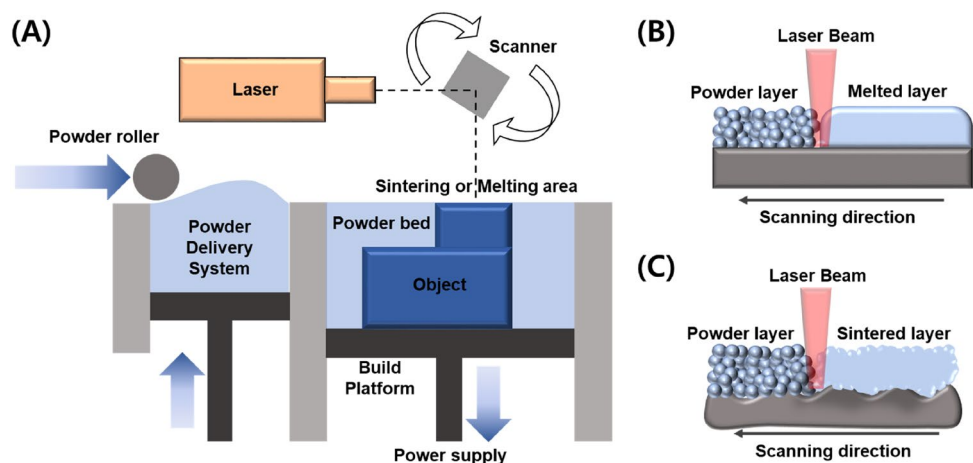 (A)
Laser
Scanner
Powder roller
Sintering or Melting area
Powder
Delivery
System
Powder bed
Object
Build
Platform
Power supply
(B)
Laser Beam
Powder layer
Melted layer
Scanning direction
(C)
Laser Beam
Powder layer
Sintered layer
Scanning direction